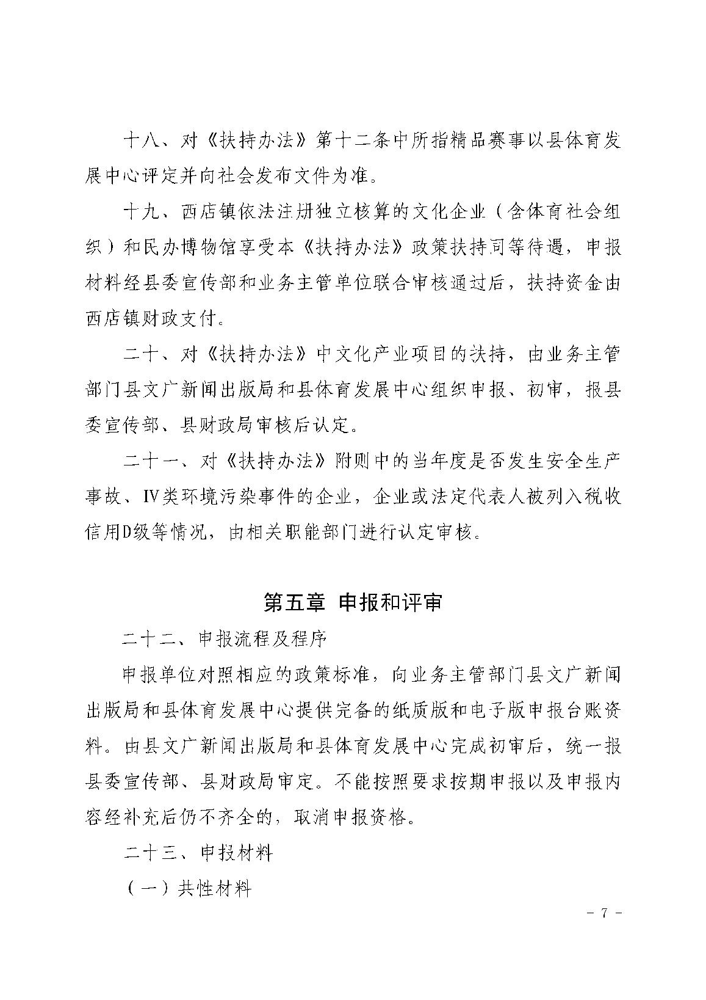 十八、对《扶持办法》第十二条中所指精品赛事以县体育发
展中心评定并向社会发布文件为准。
十九、西店镇依法注册独立核算的文化企业（含体育社会组
织）和民办博物馆享受本《扶持办法》政策扶持同等待遇，申报
材料经县委宣传部和业务主管单位联合审核通过后，扶持资金由
西店镇财政支付。
二十、对《扶持办法》中文化产业项目的扶持，由业务主管
部门县文广新闻出版局和县体育发展中心组织申报、初审，报县
委宣传部、县财政局审核后认定。
二十一、对《扶持办法》附则中的当年度是否发生安全生产
事故、IV类环境污染事件的企业，企业或法定代表人被列入税收
信用D级等情况，由相关职能部门进行认定审核。
第五章 申报和评审
二十二、申报流程及程序
申报单位对照相应的政策标准，向业务主管部门县文广新闻
出版局和县体育发展中心提供完备的纸质版和电子版申报台账资
料。由县文广新闻出版局和县体育发展中心完成初审后，统一报
县委宣传部、县财政局审定。不能按照要求按期申报以及申报内
容经补充后仍不齐全的，取消申报资格。
二十三、申报材料
（一）共性材料
- 7 -